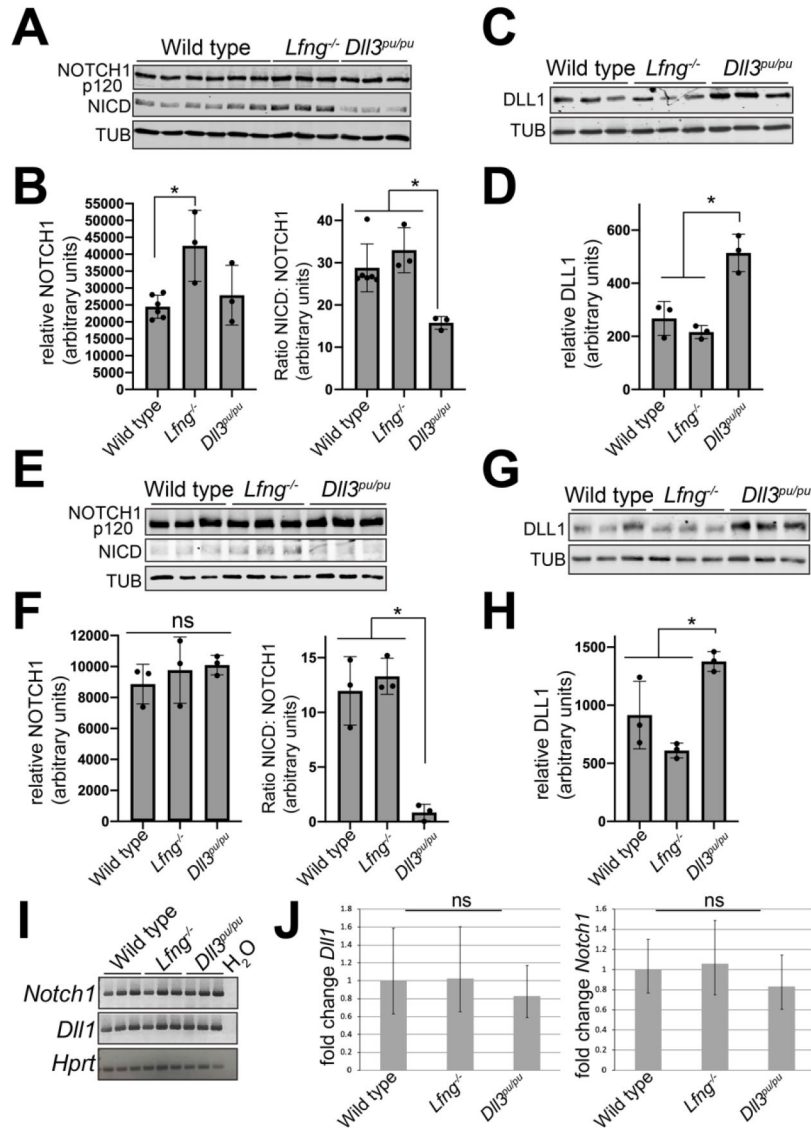 A
Wild type Lfng-/- Dll3pu/pu
NOTCH1
p120
NICD
TUB
C
Wild type Lfng-/- Dll3pu/pu
DLL1
TUB
B
relative NOTCH1
(arbitrary units)
55000
50000
45000
40000
35000
30000
25000
20000
15000
10000
5000
0
*
Wild type
Lfng-/-
Dll3pu/pu
Ratio NICD: NOTCH1
(arbitrary units)
40
30
20
10
0
*
Wild type
Lfng-/-
Dll3pu/pu
D
relative DLL1
(arbitrary units)
600
400
200
0
*
Wild type
Lfng-/-
Dll3pu/pu
E
Wild type Lfng-/- Dll3pu/pu
NOTCH1
p120
NICD
TUB
G
Wild type Lfng-/- Dll3pu/pu
DLL1
TUB
F
relative NOTCH1
(arbitrary units)
12000
10000
8000
6000
4000
2000
0
ns
Wild type
Lfng-/-
Dll3pu/pu
Ratio NICD: NOTCH1
(arbitrary units)
15
10
5
0
*
Wild type
Lfng-/-
Dll3pu/pu
H
relative DLL1
(arbitrary units)
1500
1000
500
0
*
Wild type
Lfng-/-
Dll3pu/pu
I
Wild type
Lfng-/-
Dll3pu/pu
H2O
Notch1
Dll1
Hprt
J
fold change Dll1
1.8
1.6
1.4
1.2
1
0.8
0.6
0.4
0.2
0
ns
Wild type
Lfng-/-
Dll3pu/pu
fold change Notch1
1.8
1.6
1.4
1.2
1
0.8
0.6
0.4
0.2
0
ns
Wild type
Lfng-/-
Dll3pu/pu